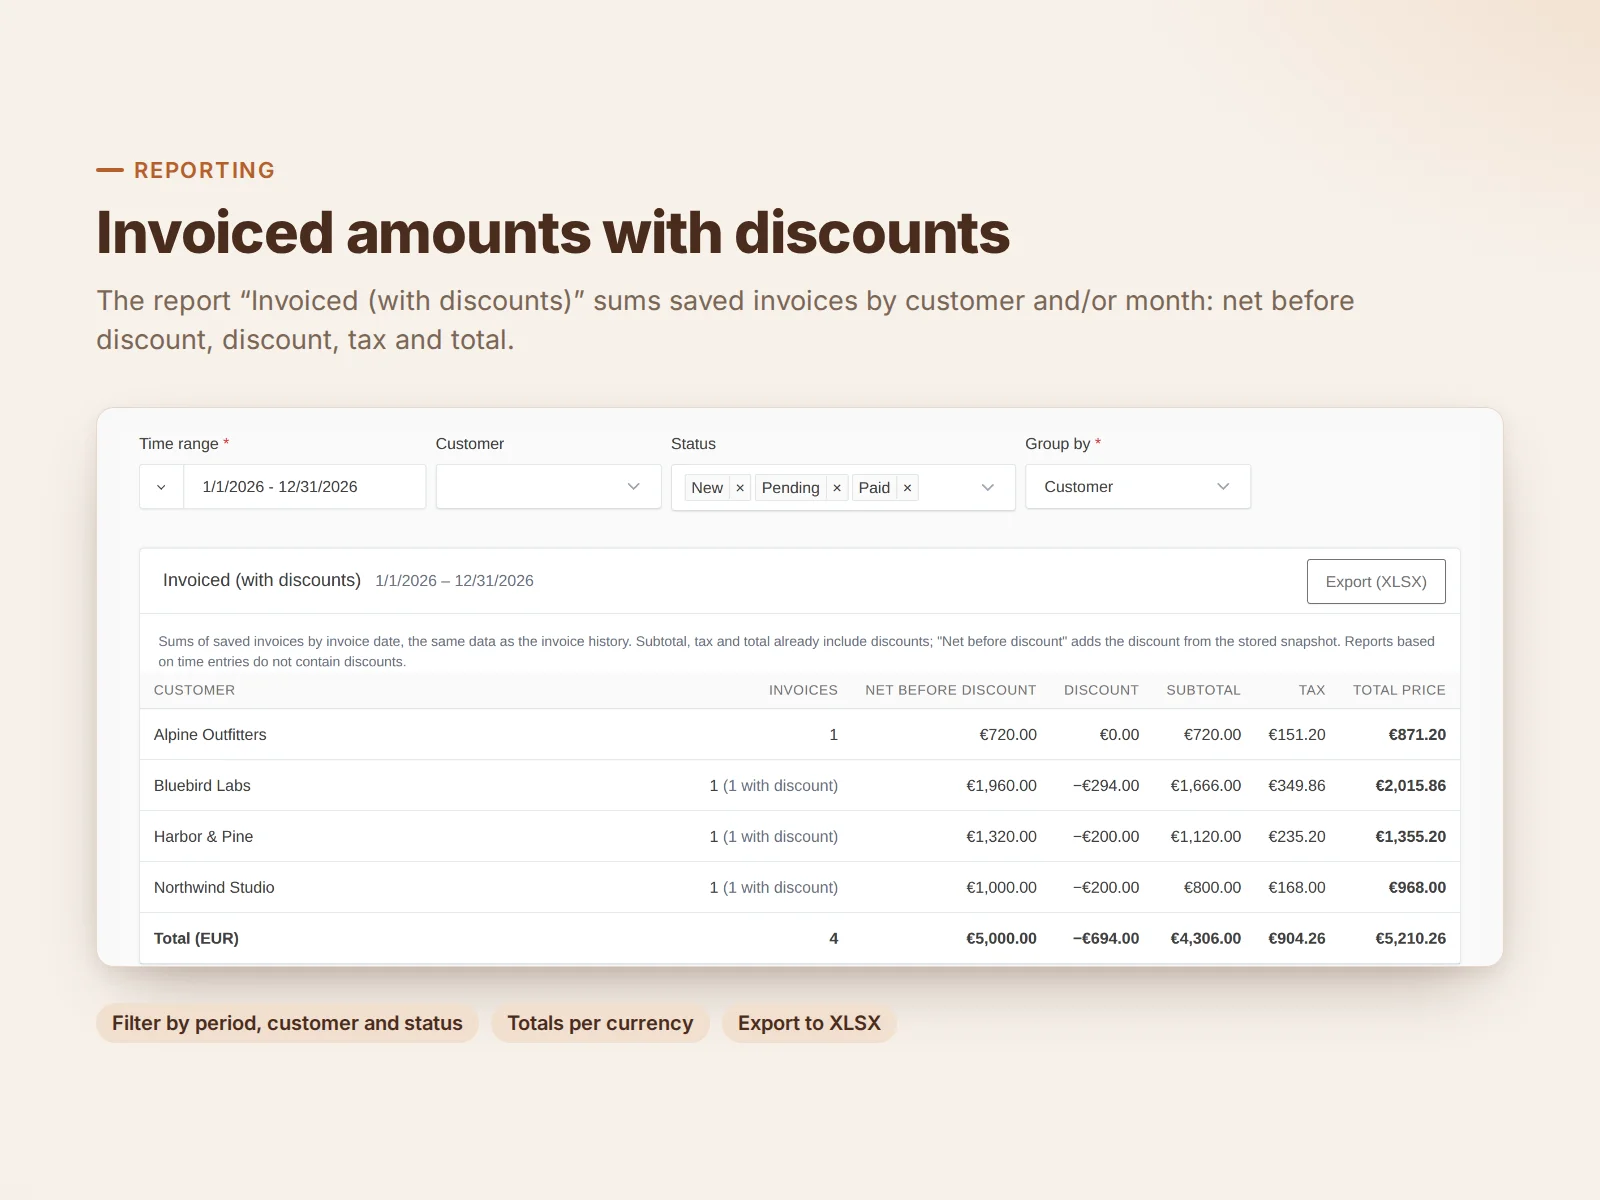 REPORTING
Invoiced amounts with discounts
The report “Invoiced (with discounts)” sums saved invoices by customer and/or month: net before
discount, discount, tax and total.
Time range * Customer Status Group by *
1/1/2026 - 12/31/2026 New × Pending × Paid × Customer
Invoiced (with discounts) 1/1/2026 – 12/31/2026 Export (XLSX)
Sums of saved invoices by invoice date, the same data as the invoice history. Subtotal, tax and total already include discounts; "Net before discount" adds the discount from the stored snapshot. Reports based
on time entries do not contain discounts.
CUSTOMER INVOICES NET BEFORE DISCOUNT DISCOUNT SUBTOTAL TAX TOTAL PRICE
Alpine Outfitters 1 €720.00 €0.00 €720.00 €151.20 €871.20
Bluebird Labs 1 (1 with discount) €1,960.00 −€294.00 €1,666.00 €349.86 €2,015.86
Harbor & Pine 1 (1 with discount) €1,320.00 −€200.00 €1,120.00 €235.20 €1,355.20
Northwind Studio 1 (1 with discount) €1,000.00 −€200.00 €800.00 €168.00 €968.00
Total (EUR) 4 €5,000.00 −€694.00 €4,306.00 €904.26 €5,210.26
Filter by period, customer and status Totals per currency Export to XLSX